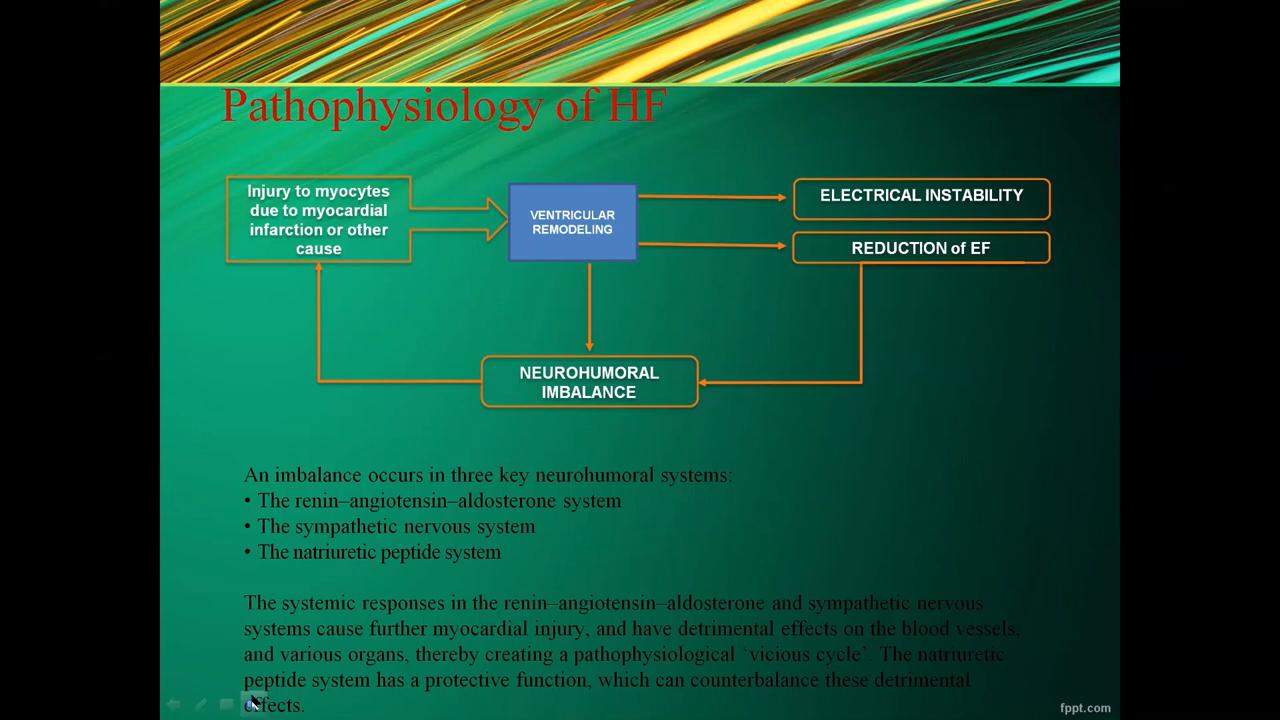 Pathophysiology of HF
Injury to myocytes
due to myocardial
infarction or other
cause
VENTRICULAR
REMODELING
ELECTRICAL INSTABILITY
REDUCTION of EF
NEUROHUMORAL
IMBALANCE
An imbalance occurs in three key neurohumoral systems:
• The renin–angiotensin–aldosterone system
• The sympathetic nervous system
• The natriuretic peptide system
The systemic responses in the renin–angiotensin–aldosterone and sympathetic nervous
systems cause further myocardial injury, and have detrimental effects on the blood vessels,
and various organs, thereby creating a pathophysiological ‘vicious cycle’. The natriuretic
peptide system has a protective function, which can counterbalance these detrimental
effects.
fppt.com